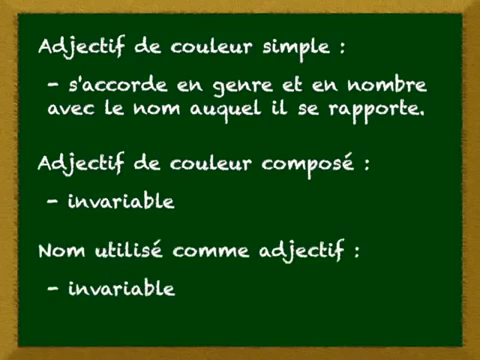 Adjectif de couleur simple :
- s'accorde en genre et en nombre
avec le nom auquel il se rapporte.
Adjectif de couleur composé :
- invariable
Nom utilisé comme adjectif :
- invariable